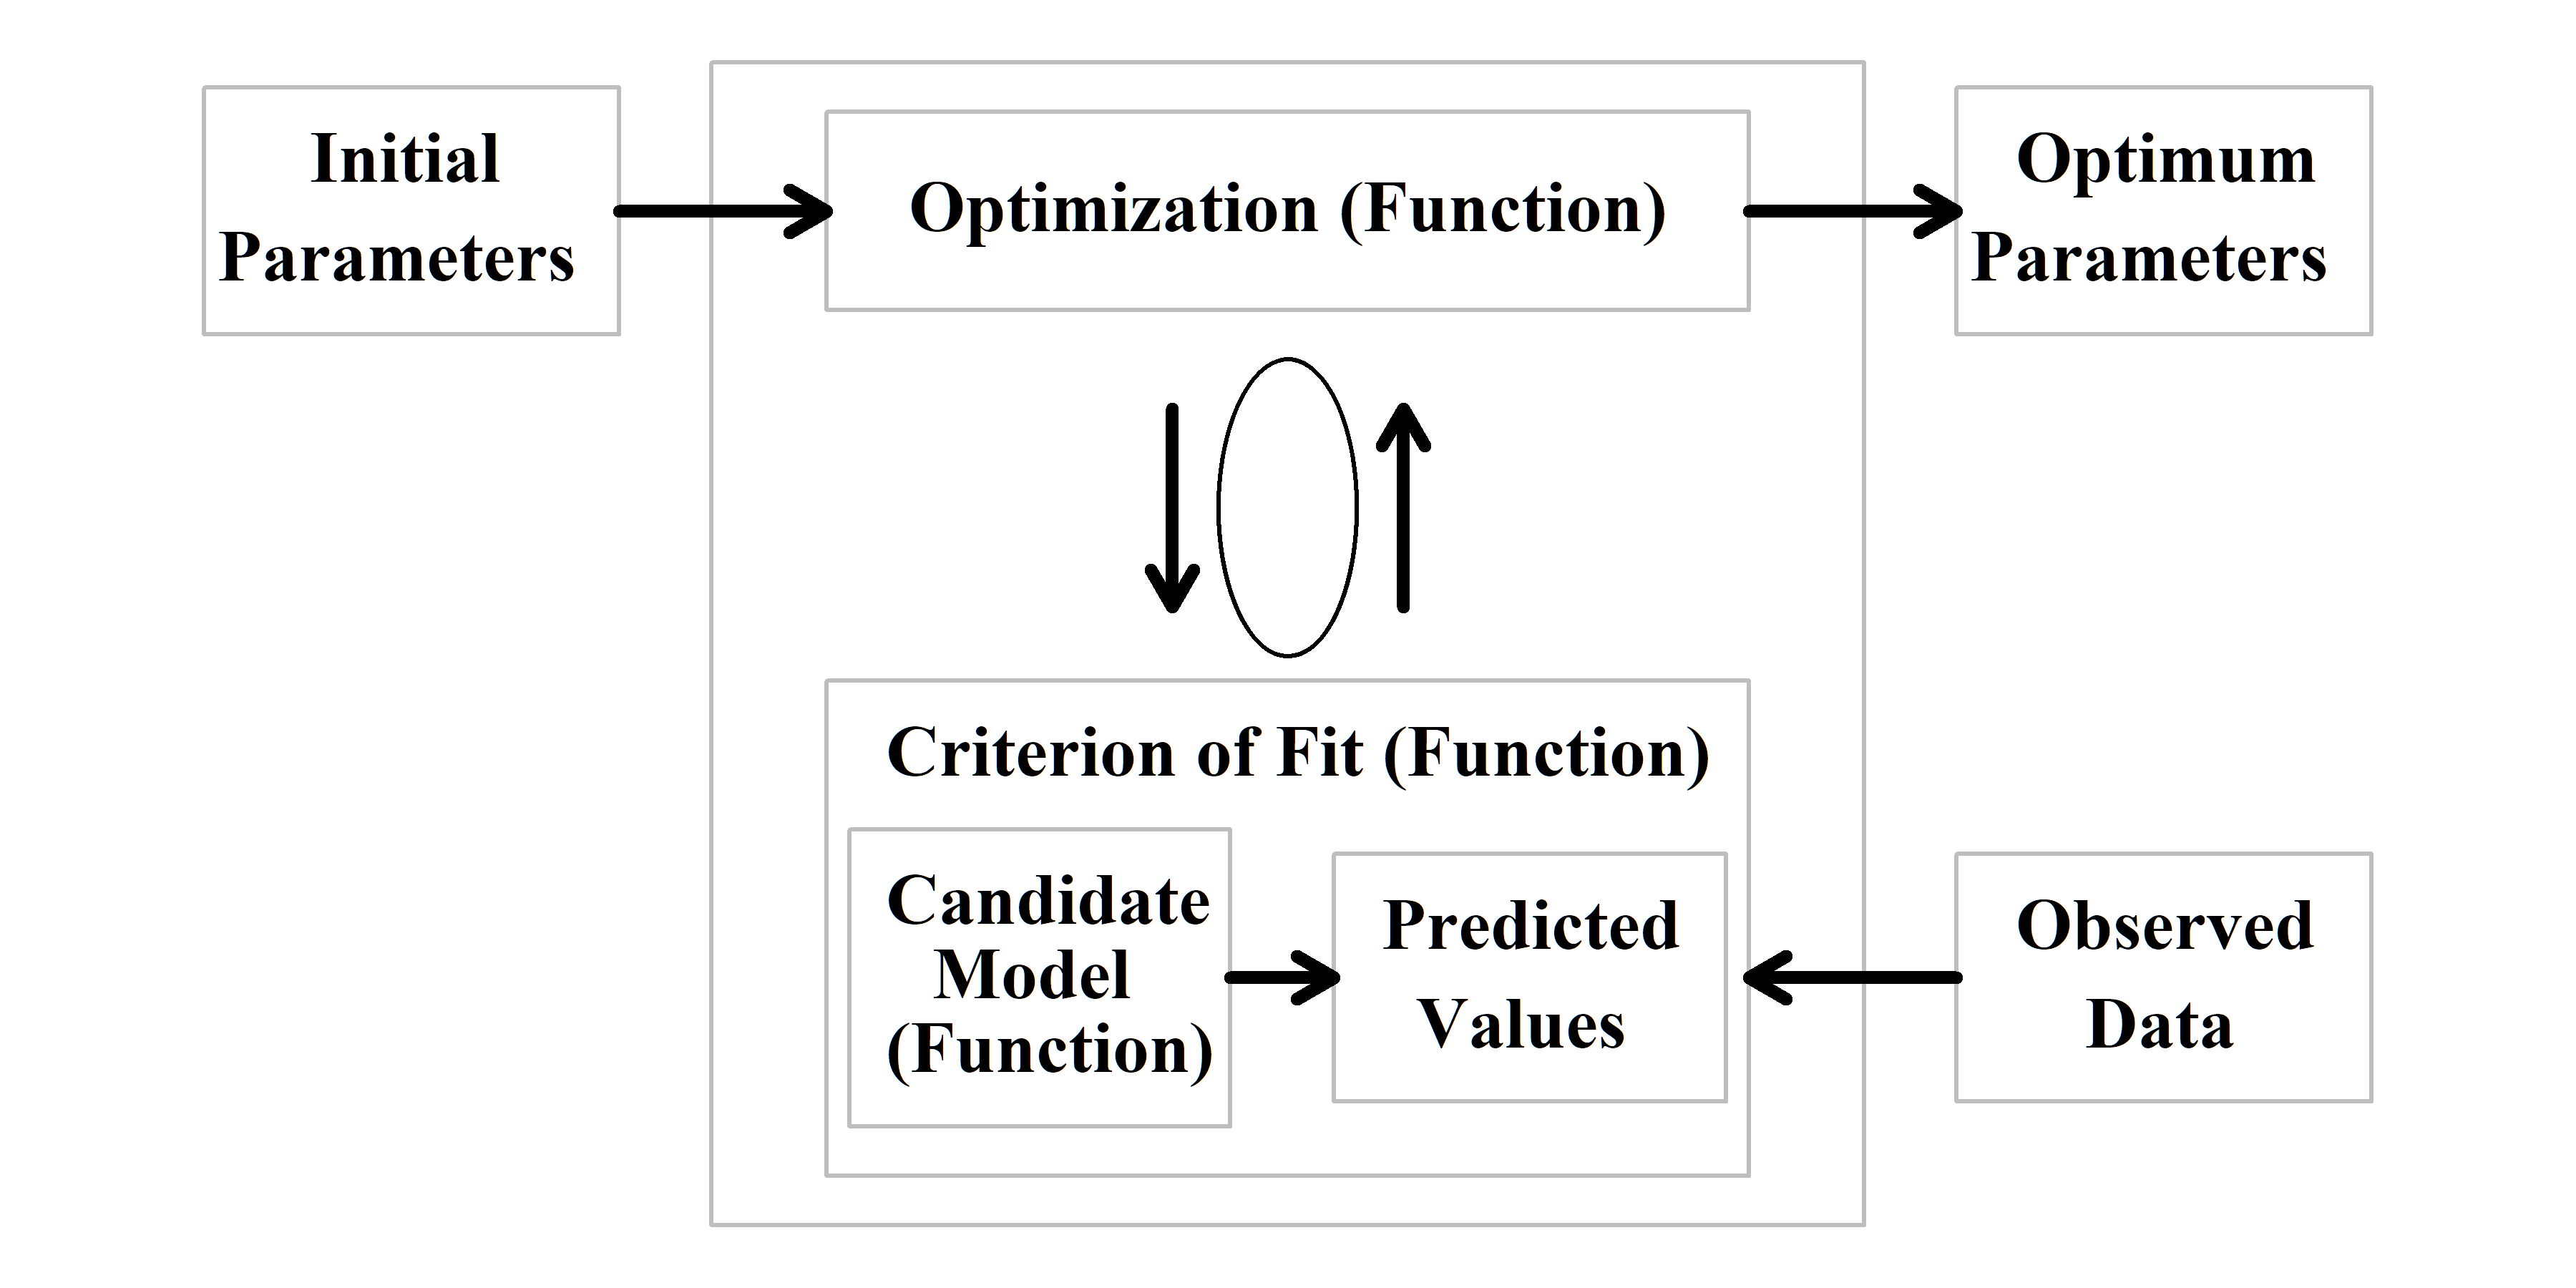 Initial
Parameters
Optimization (Function)
Optimum
Parameters
Criterion of Fit (Function)
Candidate
Model
(Function)
Predicted
Values
Observed
Data